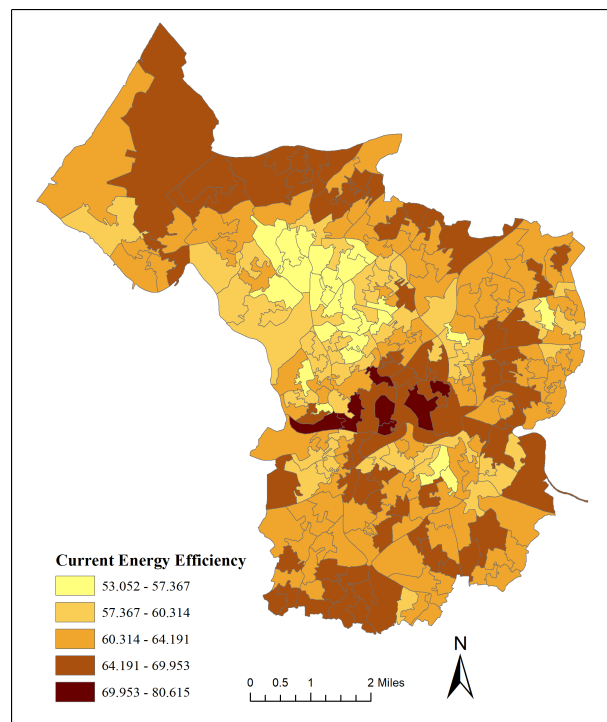 Current Energy Efficiency
53.052 - 57.367
57.367 - 60.314
60.314 - 64.191
64.191 - 69.953
69.953 - 80.615
N
0 0.5 1 2 Miles